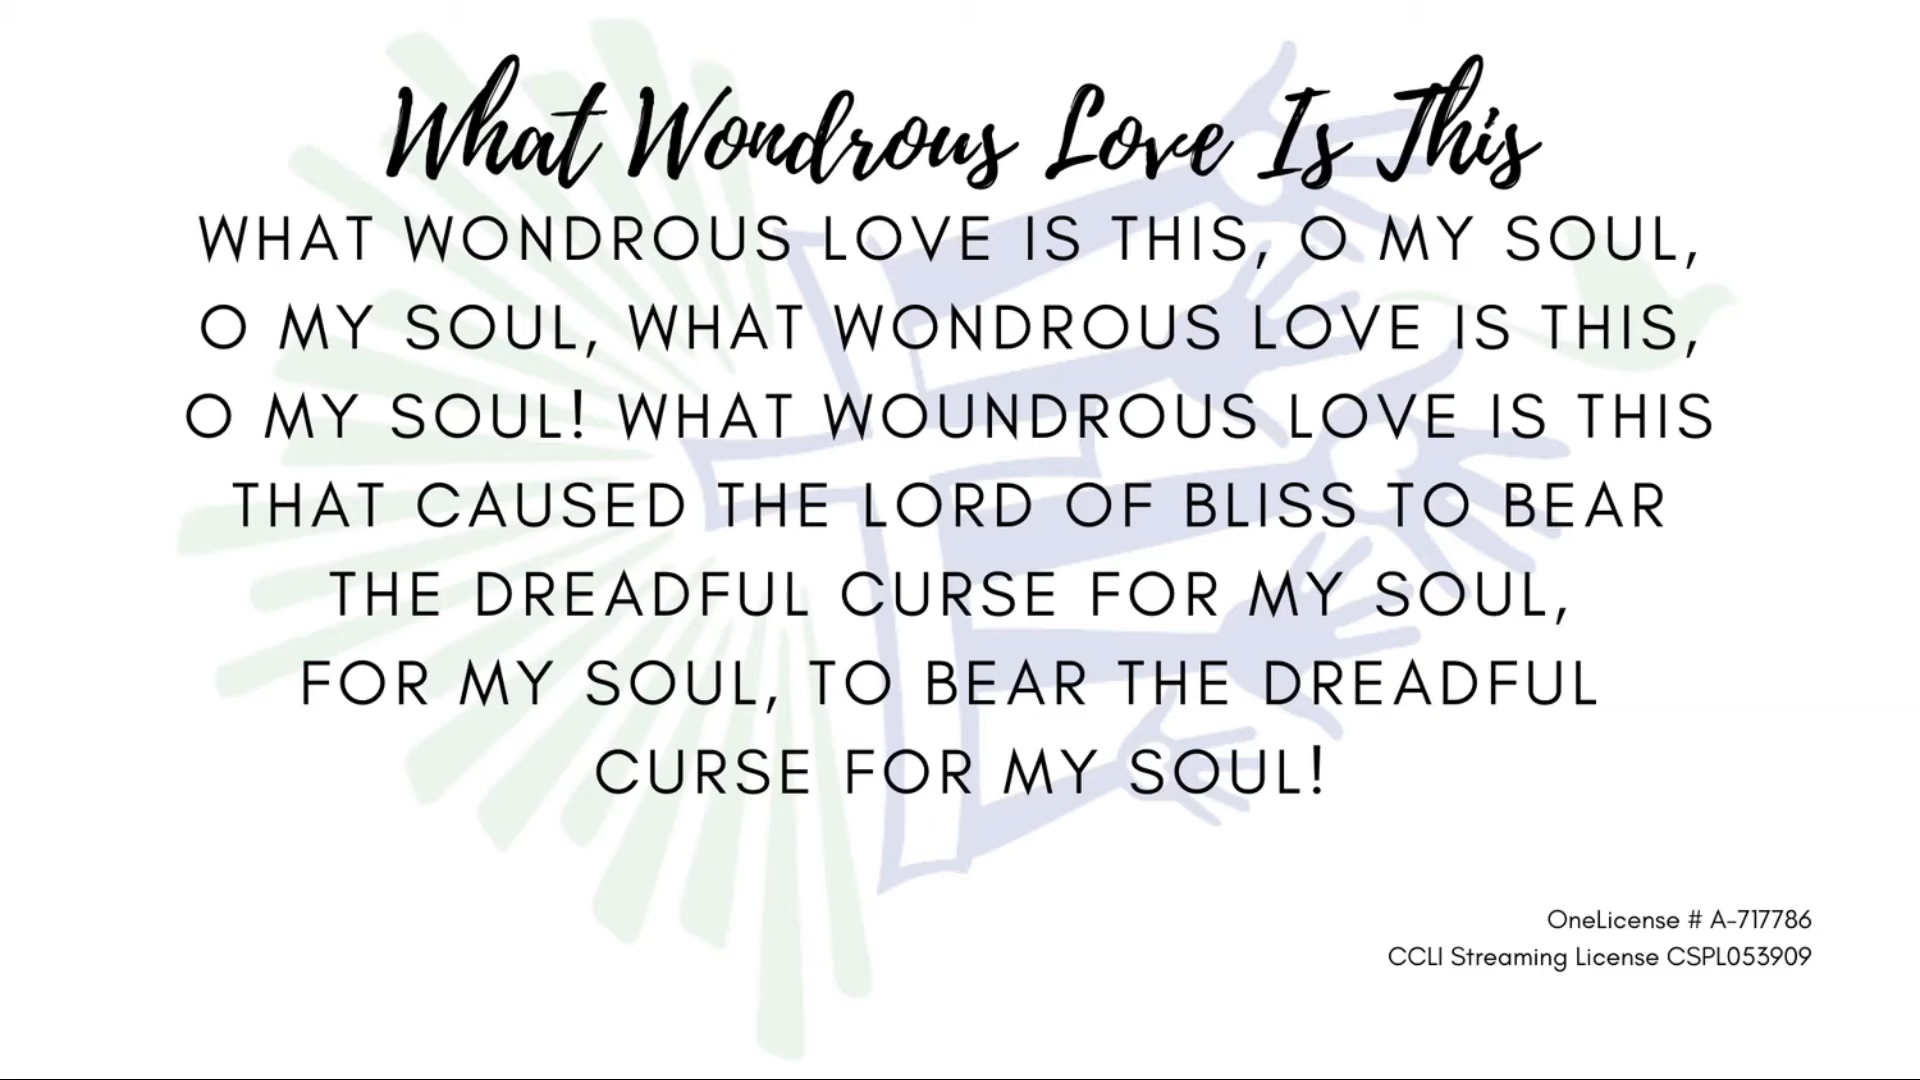 What Wondrous Love Is This
WHAT WONDROUS LOVE IS THIS, O MY SOUL,
O MY SOUL, WHAT WONDROUS LOVE IS THIS,
O MY SOUL! WHAT WOUNDROUS LOVE IS THIS
THAT CAUSED THE LORD OF BLISS TO BEAR
THE DREADFUL CURSE FOR MY SOUL,
FOR MY SOUL, TO BEAR THE DREADFUL
CURSE FOR MY SOUL!
OneLicense # A-717786
CCLI Streaming License CSPL053909